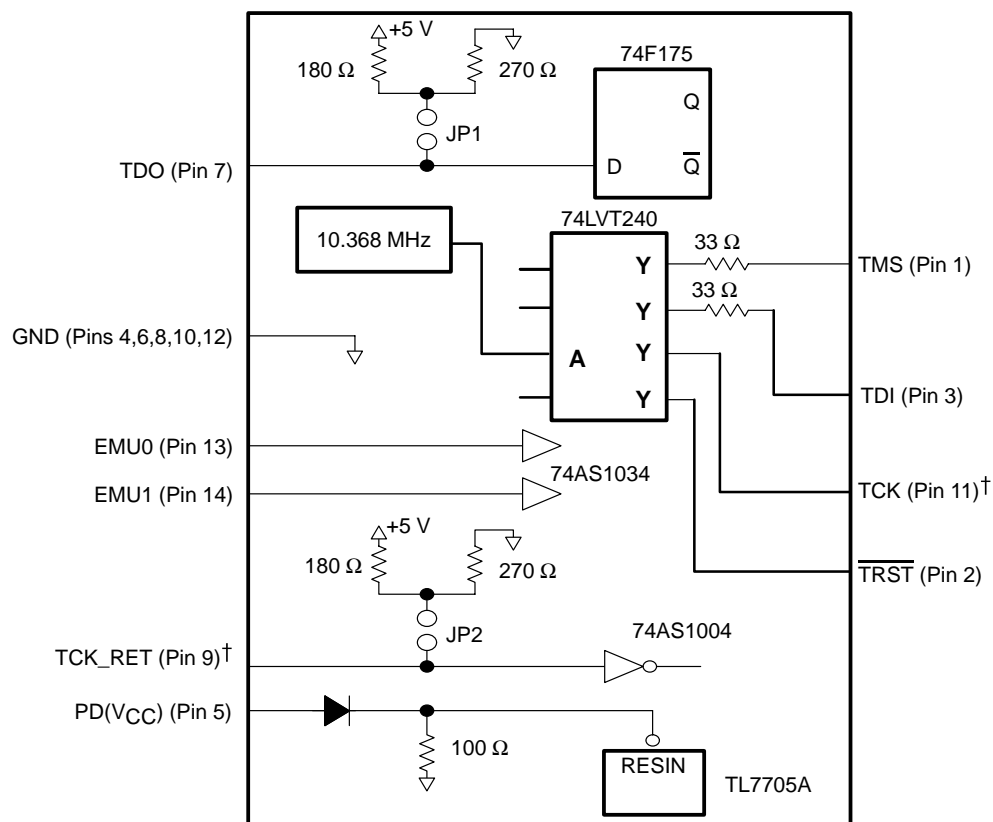 +5 V
180 Ω
270 Ω
74F175
Q
JP1
TDO (Pin 7)
D
Q̅
74LVT240
10.368 MHz
33 Ω
Y
TMS (Pin 1)
33 Ω
Y
GND (Pins 4,6,8,10,12)
A
Y
Y
TDI (Pin 3)
EMU0 (Pin 13)
74AS1034
EMU1 (Pin 14)
TCK (Pin 11)†
+5 V
180 Ω
270 Ω
T̅R̅S̅T̅ (Pin 2)
JP2
74AS1004
TCK_RET (Pin 9)†
PD(VCC) (Pin 5)
100 Ω
RESIN
TL7705A